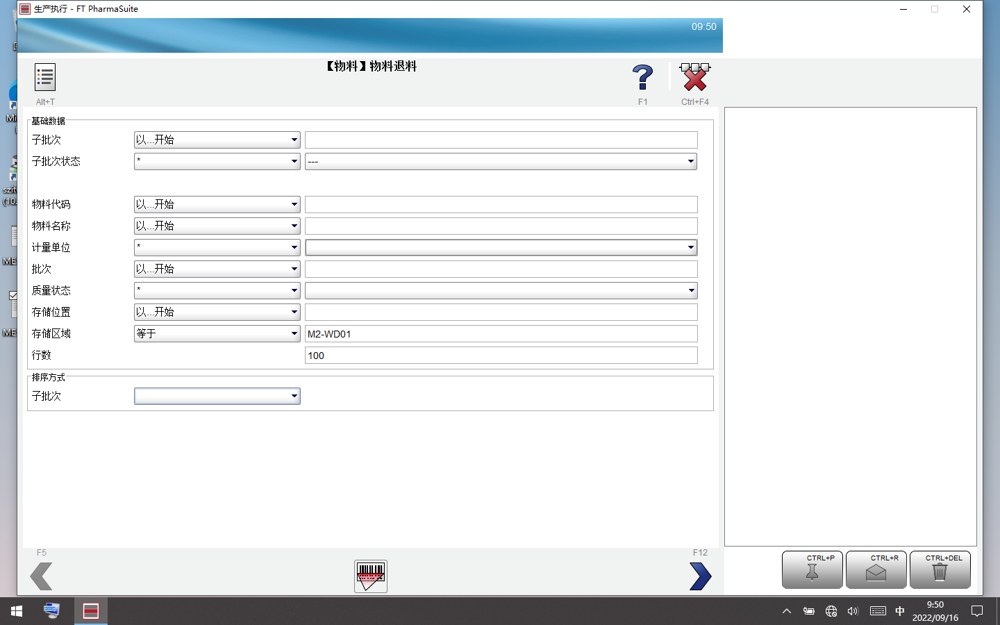 生产执行 - FT PharmaSuite
09:50
【物料】物料退料
Alt+T
F1
Ctrl+F4
基础数据
子批次 以...开始
子批次状态 * ---
物料代码 以...开始
物料名称 以...开始
计量单位 *
批次 以...开始
质量状态 *
存储位置 以...开始
存储区域 等于 M2-WD01
行数 100
排序方式
子批次
F5
F12
CTRL+P
CTRL+R
CTRL+DEL
Mi
szit
(10.
ME
ME
中
9:50
2022/09/16